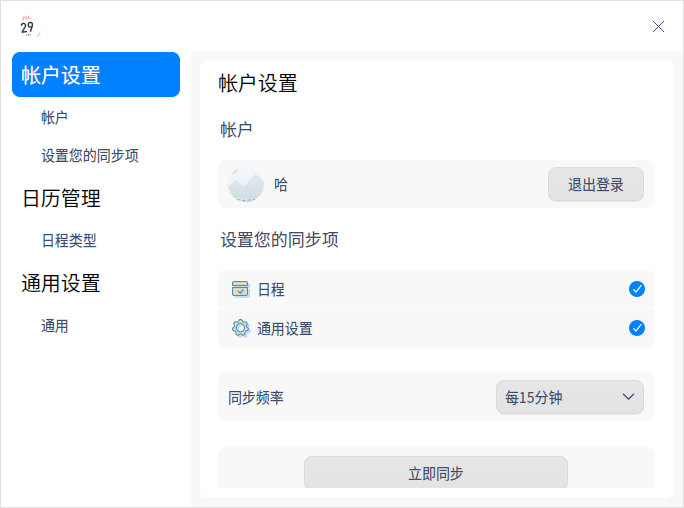 JUL
29
帐户设置
帐户
设置您的同步项
日历管理
日程类型
通用设置
通用
帐户设置
帐户
哈
退出登录
设置您的同步项
日程
通用设置
同步频率
每15分钟
立即同步